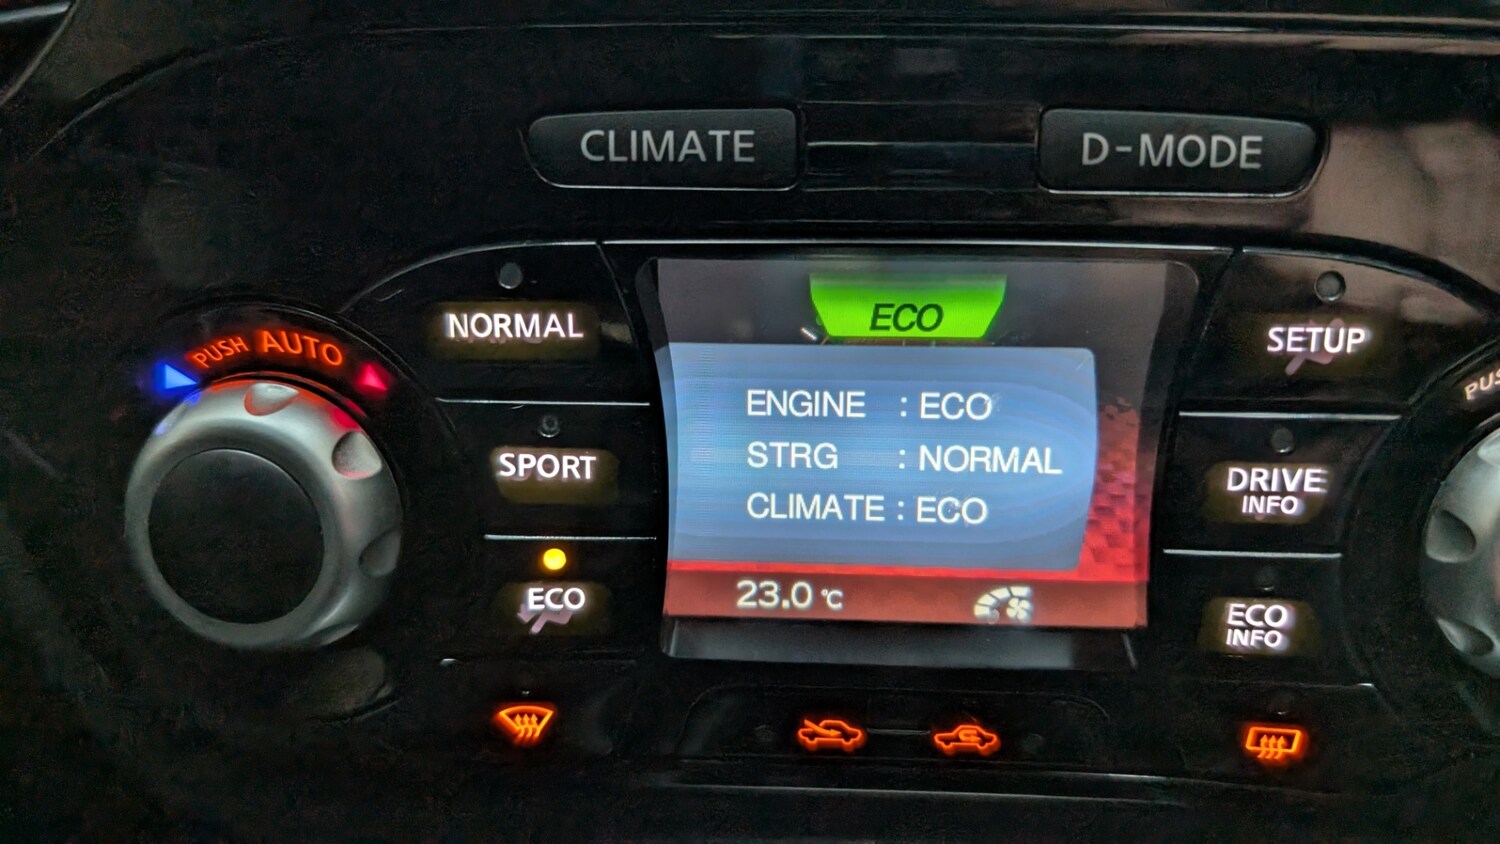 CLIMATE
D-MODE
PUSH AUTO
NORMAL
SPORT
ECO
ECO
ENGINE : ECO
STRG : NORMAL
CLIMATE : ECO
23.0 ℃
SETUP
DRIVE
INFO
ECO
INFO